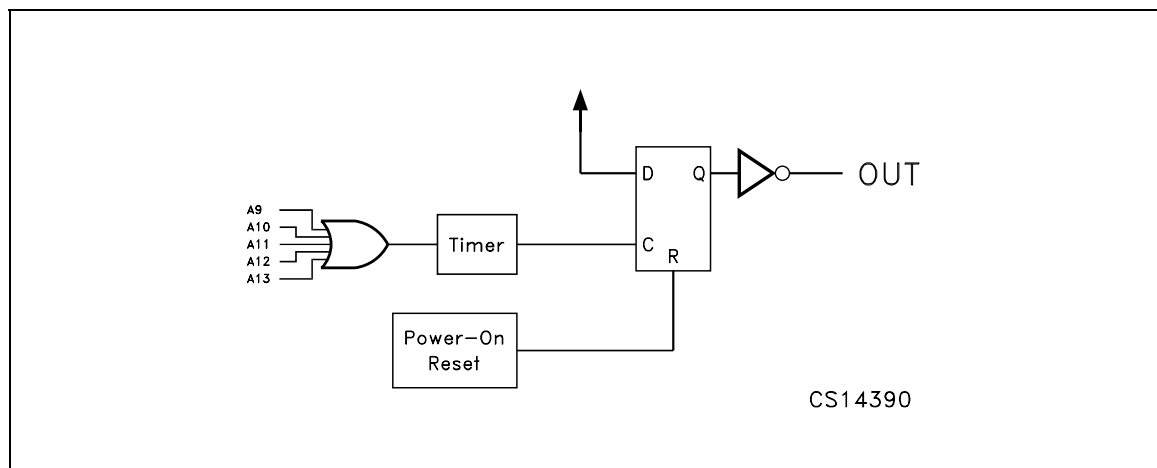 D
Q
OUT
A9
A10
A11
A12
A13
Timer
C
R
Power-On
Reset
CS14390